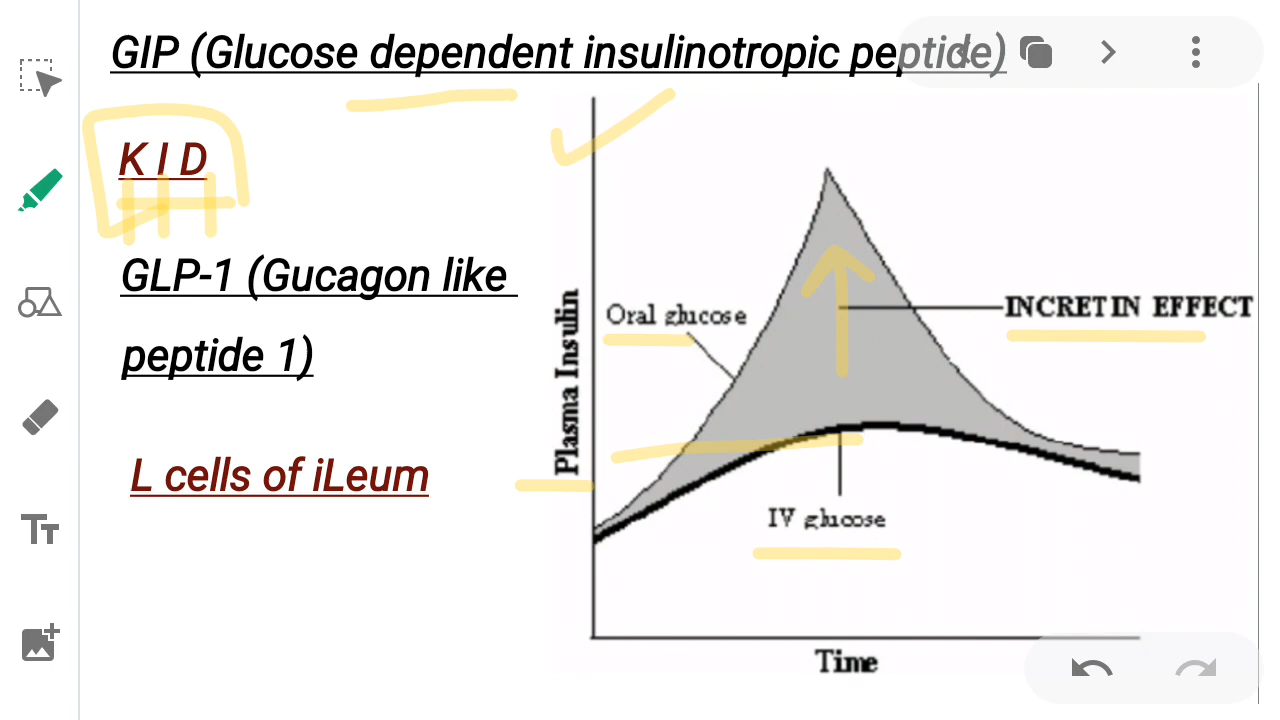 GIP (Glucose dependent insulinotropic peptide)
K I D
GLP-1 (Gucagon like
peptide 1)
L cells of iLeum
Plasma Insulin
Oral glucose
INCRETIN EFFECT
IV glucose
Time
Tт